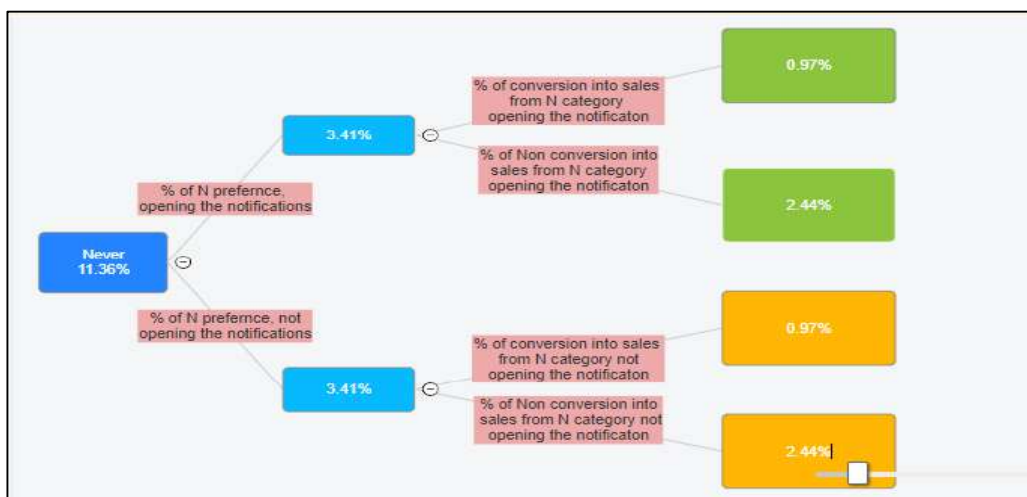 0.97%
% of conversion into sales
from N category
opening the notificaton
3.41%
% of Non conversion into
sales from N category
opening the notificaton
2.44%
% of N prefernce,
opening the notifications
Never
11.36%
% of N prefernce, not
opening the notifications
0.97%
% of conversion into sales
from N category not
opening the notificaton
3.41%
% of Non conversion into
sales from N category not
opening the notificaton
2.44%